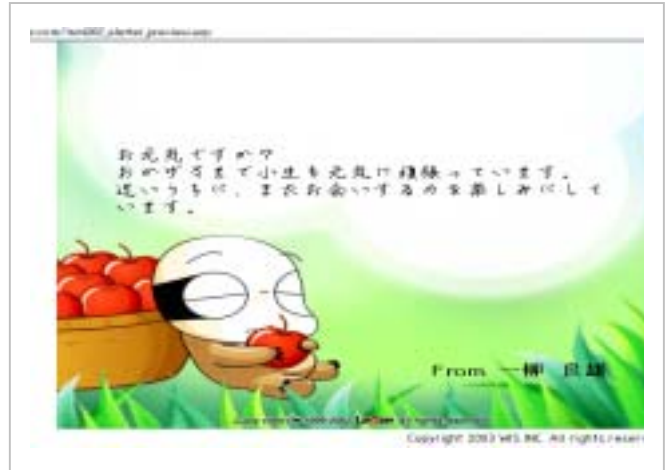 お元気ですか?
おかげさまで小生も元気に頑張っています。
近いうちに、またお会いするのを楽しみにして
います。
From 一柳 良雄
Copyright 2003 WIS INC. All rights reser